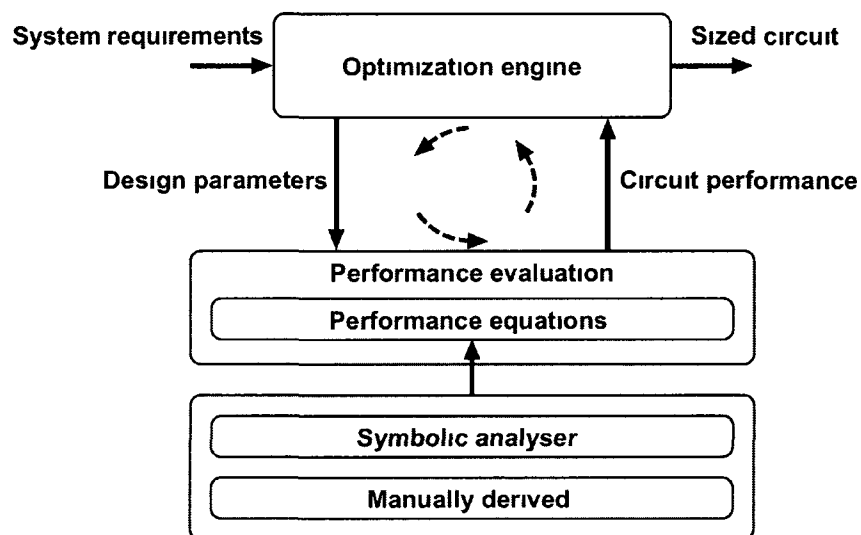 System requirements
Optimization engine
Sized circuit
Design parameters
Circuit performance
Performance evaluation
Performance equations
Symbolic analyser
Manually derived